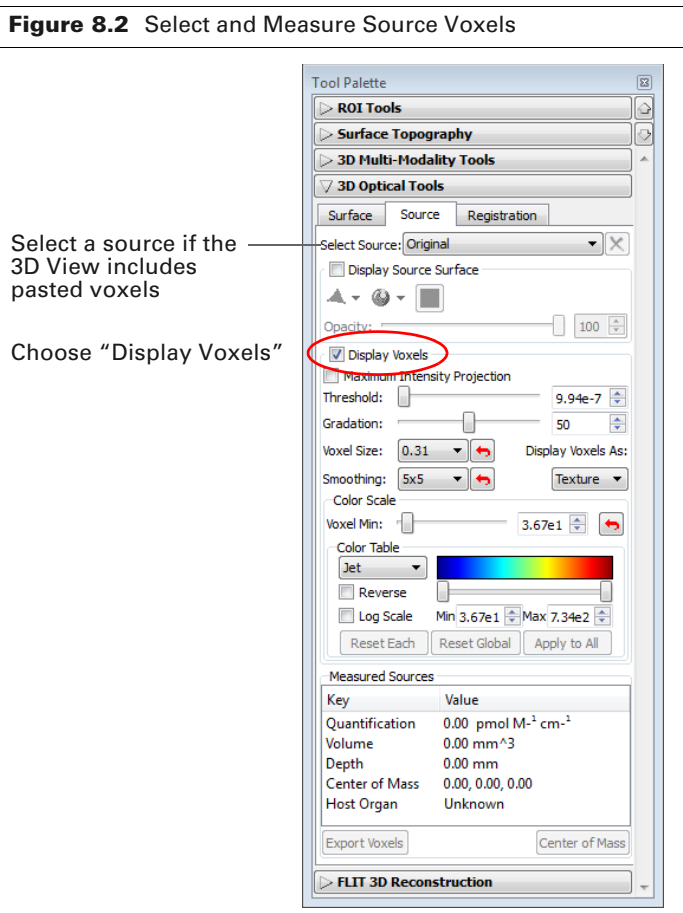 Figure 8.2 Select and Measure Source Voxels
Tool Palette
ROI Tools
Surface Topography
3D Multi-Modality Tools
3D Optical Tools
Surface Source Registration
Select a source if the
3D View includes
pasted voxels
Select Source: Original
Display Source Surface
Opacity: 100
Choose “Display Voxels”
Display Voxels
Maximum Intensity Projection
Threshold: 9.94e-7
Gradation: 50
Voxel Size: 0.31 Display Voxels As:
Smoothing: 5x5 Texture
Color Scale
Voxel Min: 3.67e1
Color Table
Jet
Reverse
Log Scale Min 3.67e1 Max 7.34e2
Reset Each Reset Global Apply to All
Measured Sources
Key Value
Quantification 0.00 pmol M-¹ cm-¹
Volume 0.00 mm^3
Depth 0.00 mm
Center of Mass 0.00, 0.00, 0.00
Host Organ Unknown
Export Voxels Center of Mass
FLIT 3D Reconstruction